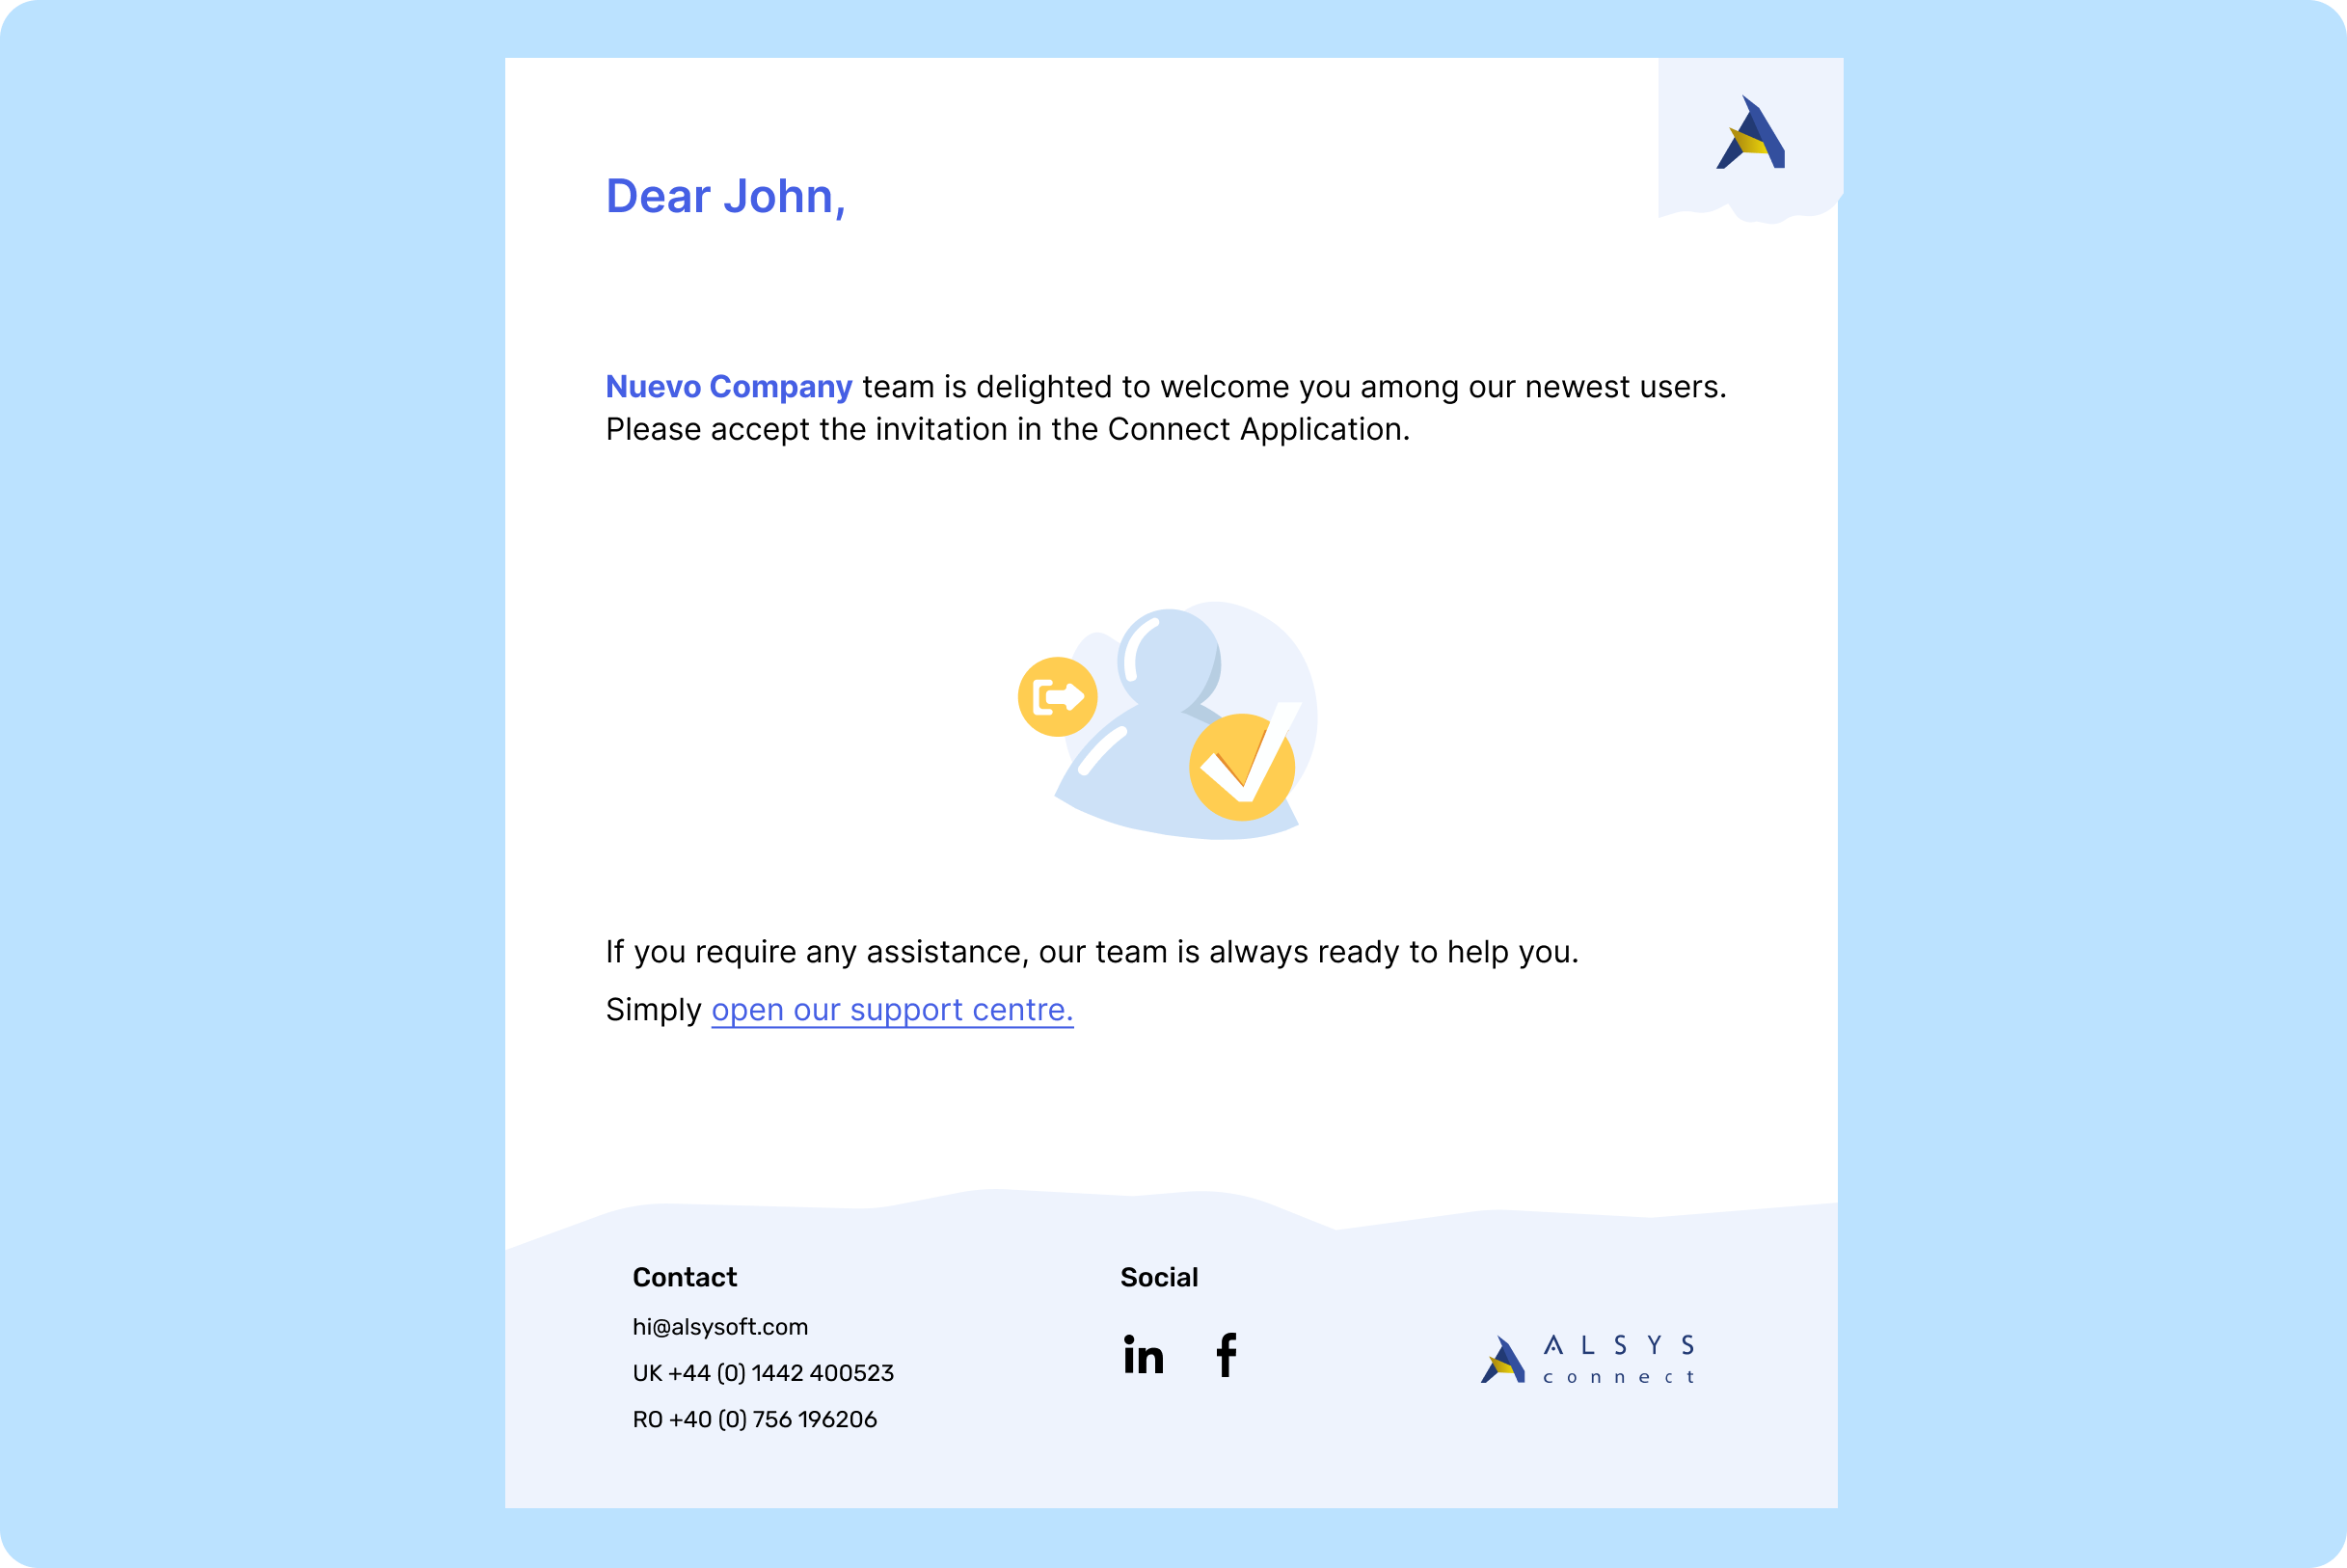 Dear John,
Nuevo Company team is delighted to welcome you among our newest users.
Please accept the invitation in the Connect Application.
If you require any assistance, our team is always ready to help you.
Simply open our support centre.
Contact
hi@alsysoft.com
UK +44 (0) 1442 400523
RO +40 (0) 756 196206
Social
in f
ALSYS
connect